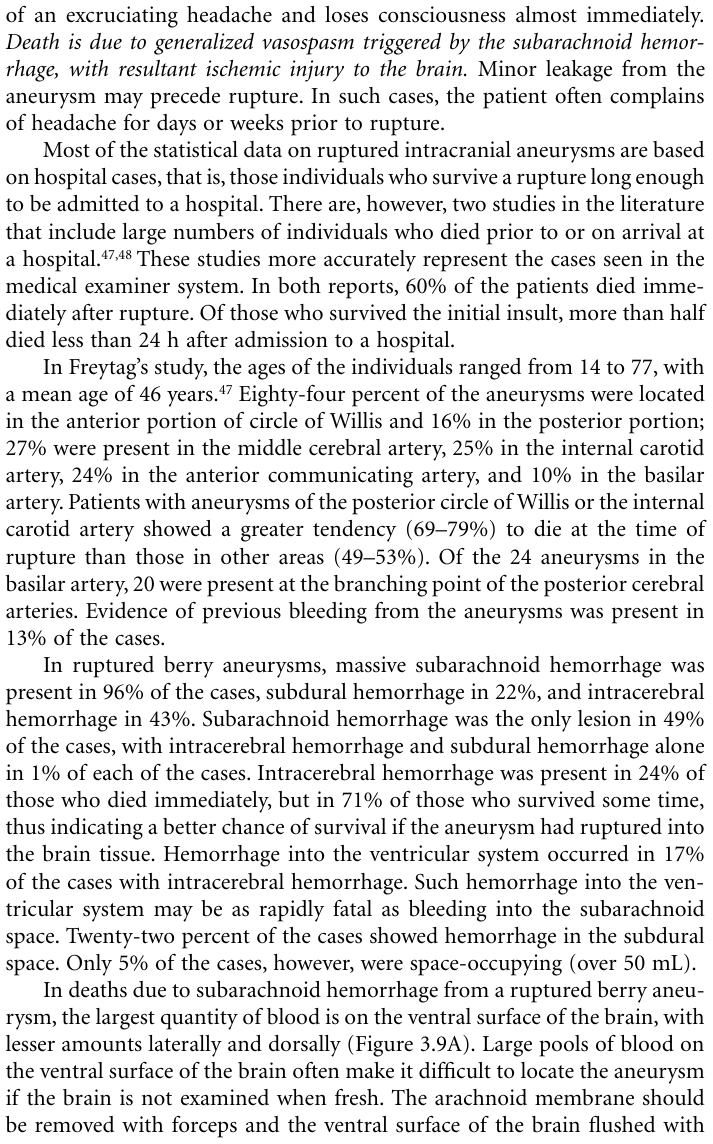 of an excruciating headache and loses consciousness almost immediately.
Death is due to generalized vasospasm triggered by the subarachnoid hemor-
rhage, with resultant ischemic injury to the brain. Minor leakage from the
aneurysm may precede rupture. In such cases, the patient often complains
of headache for days or weeks prior to rupture.
Most of the statistical data on ruptured intracranial aneurysms are based
on hospital cases, that is, those individuals who survive a rupture long enough
to be admitted to a hospital. There are, however, two studies in the literature
that include large numbers of individuals who died prior to or on arrival at
a hospital.47,48 These studies more accurately represent the cases seen in the
medical examiner system. In both reports, 60% of the patients died imme-
diately after rupture. Of those who survived the initial insult, more than half
died less than 24 h after admission to a hospital.
In Freytag's study, the ages of the individuals ranged from 14 to 77, with
a mean age of 46 years.47 Eighty-four percent of the aneurysms were located
in the anterior portion of circle of Willis and 16% in the posterior portion;
27% were present in the middle cerebral artery, 25% in the internal carotid
artery, 24% in the anterior communicating artery, and 10% in the basilar
artery. Patients with aneurysms of the posterior circle of Willis or the internal
carotid artery showed a greater tendency (69–79%) to die at the time of
rupture than those in other areas (49–53%). Of the 24 aneurysms in the
basilar artery, 20 were present at the branching point of the posterior cerebral
arteries. Evidence of previous bleeding from the aneurysms was present in
13% of the cases.
In ruptured berry aneurysms, massive subarachnoid hemorrhage was
present in 96% of the cases, subdural hemorrhage in 22%, and intracerebral
hemorrhage in 43%. Subarachnoid hemorrhage was the only lesion in 49%
of the cases, with intracerebral hemorrhage and subdural hemorrhage alone
in 1% of each of the cases. Intracerebral hemorrhage was present in 24% of
those who died immediately, but in 71% of those who survived some time,
thus indicating a better chance of survival if the aneurysm had ruptured into
the brain tissue. Hemorrhage into the ventricular system occurred in 17%
of the cases with intracerebral hemorrhage. Such hemorrhage into the ven-
tricular system may be as rapidly fatal as bleeding into the subarachnoid
space. Twenty-two percent of the cases showed hemorrhage in the subdural
space. Only 5% of the cases, however, were space-occupying (over 50 mL).
In deaths due to subarachnoid hemorrhage from a ruptured berry aneu-
rysm, the largest quantity of blood is on the ventral surface of the brain, with
lesser amounts laterally and dorsally (Figure 3.9A). Large pools of blood on
the ventral surface of the brain often make it difficult to locate the aneurysm
if the brain is not examined when fresh. The arachnoid membrane should
be removed with forceps and the ventral surface of the brain flushed with